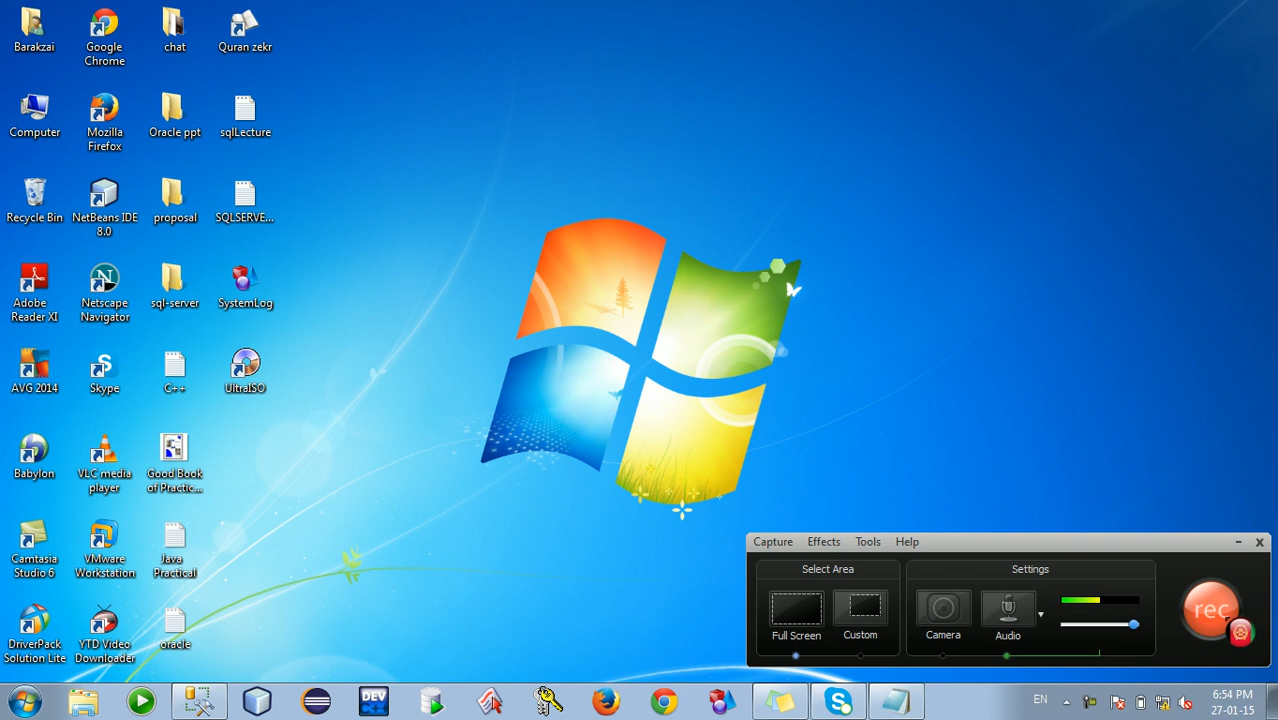 Barakzai
Google Chrome
chat
Quran zekr
Computer
Mozilla Firefox
Oracle ppt
sqlLecture
Recycle Bin
NetBeans IDE 8.0
proposal
SQLSERVE...
Adobe Reader XI
Netscape Navigator
sql-server
SystemLog
AVG 2014
Skype
C++
UltraISO
Babylon
VLC media player
Good Book of Practic...
Camtasia Studio 6
VMware Workstation
Java Practical
DriverPack Solution Lite
YTD Video Downloader
oracle
Capture Effects Tools Help
Select Area
Settings
Full Screen
Custom
Camera
Audio
rec
DEV
EN
6:54 PM
27-01-15